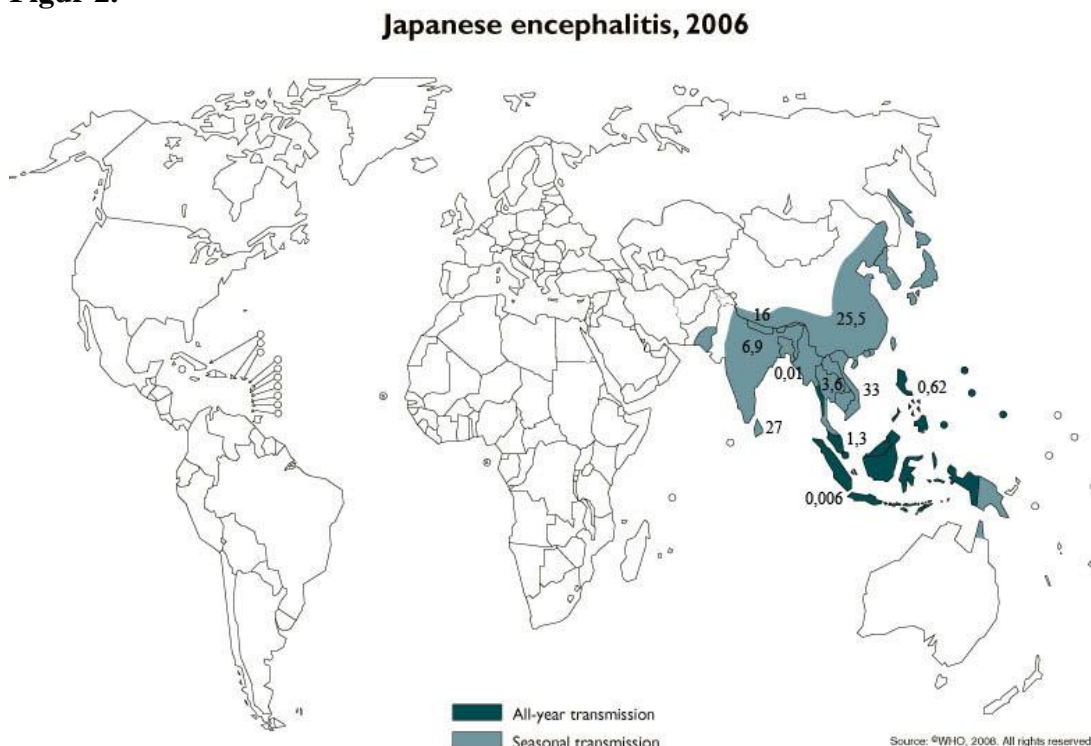 Figur 2.
Japanese encephalitis, 2006
16
25,5
6,9
0,01
3,6
33
0,62
27
1,3
0,006
All-year transmission
Seasonal transmission
Source: ©WHO, 2008. All rights reserved